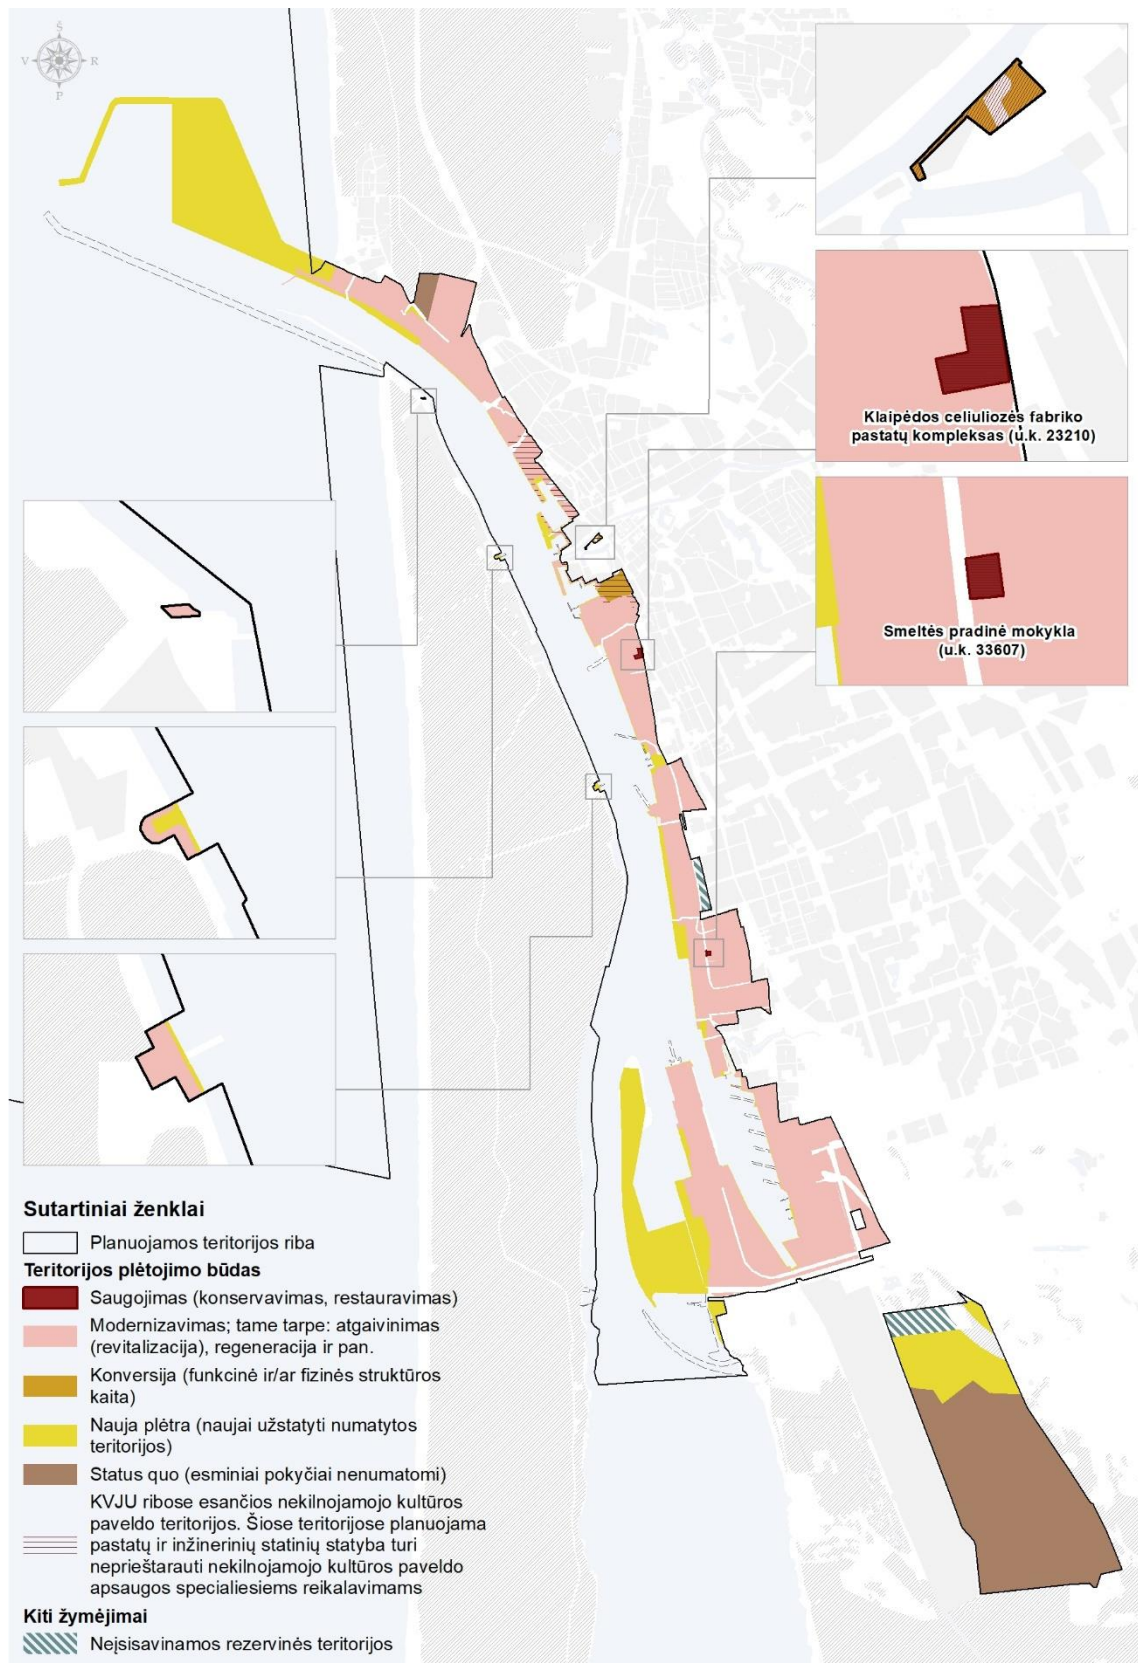 Š
V
R
P
Klaipėdos celiuliozės fabriko
pastatų kompleksas (u.k. 23210)
Smeltės pradinė mokykla
(u.k. 33607)
Sutartiniai ženklai
Planuojamos teritorijos riba
Teritorijos plėtojimo būdas
Saugojimas (konservavimas, restauravimas)
Modernizavimas; tame tarpe: atgaivinimas
(revitalizacija), regeneracija ir pan.
Konversija (funkcinė ir/ar fizinės struktūros
kaita)
Nauja plėtra (naujai užstatyti numatytos
teritorijos)
Status quo (esminiai pokyčiai nenumatomi)
KVJU ribose esančios nekilnojamojo kultūros
paveldo teritorijos. Šiose teritorijose planuojama
pastatų ir inžinerinių statinių statyba turi
neprieštarauti nekilnojamojo kultūros paveldo
apsaugos specialiesiems reikalavimams
Kiti žymėjimai
Neįsisavinamos rezervinės teritorijos